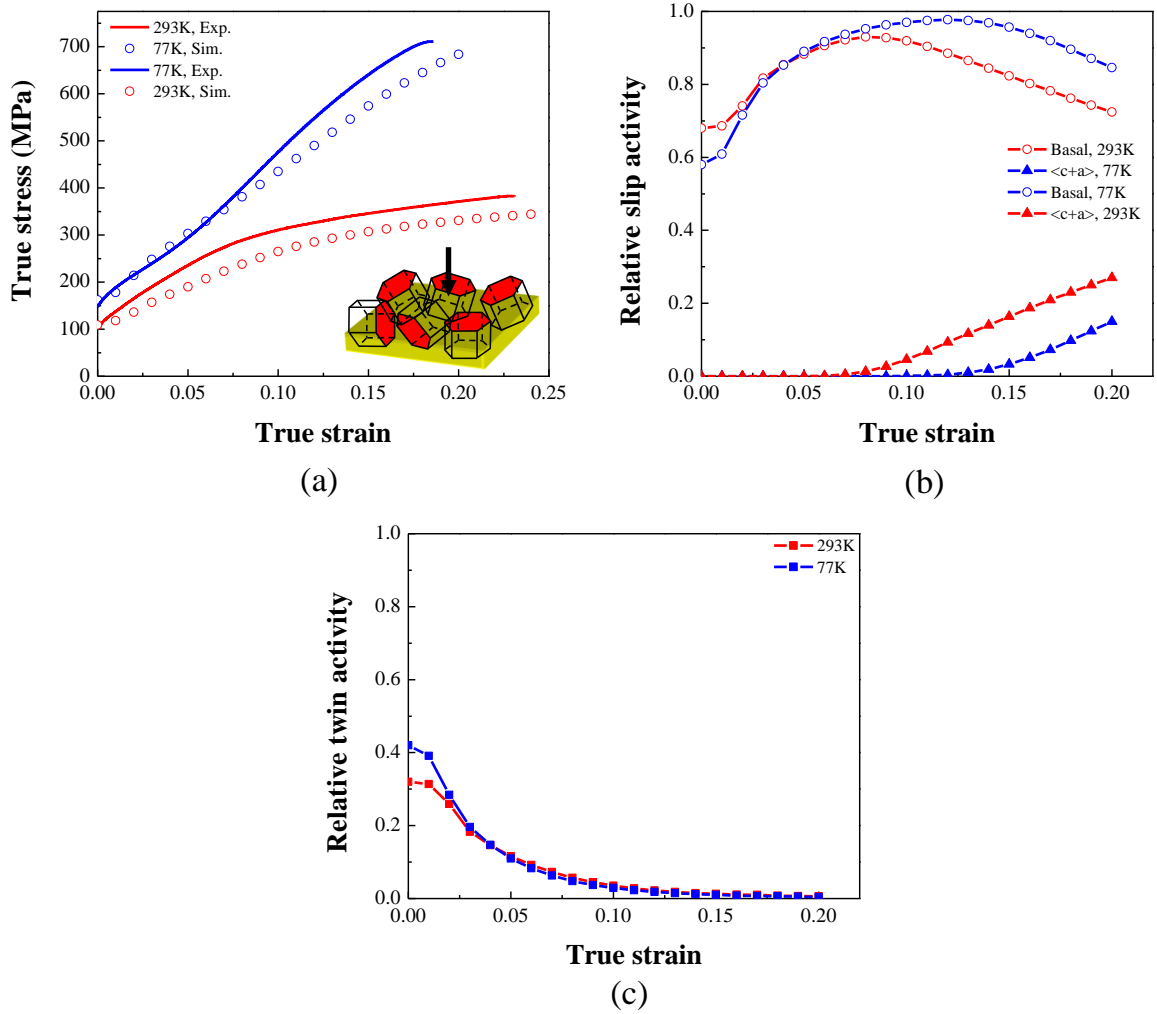 True stress (MPa)
700
600
500
400
300
200
100
0
293K, Exp.
77K, Sim.
77K, Exp.
293K, Sim.
0.00 0.05 0.10 0.15 0.20 0.25
True strain
(a)
Relative slip activity
1.0
0.8
0.6
0.4
0.2
0.0
Basal, 293K
<c+a>, 77K
Basal, 77K
<c+a>, 293K
0.00 0.05 0.10 0.15 0.20
True strain
(b)
Relative twin activity
1.0
0.8
0.6
0.4
0.2
0.0
293K
77K
0.00 0.05 0.10 0.15 0.20
True strain
(c)